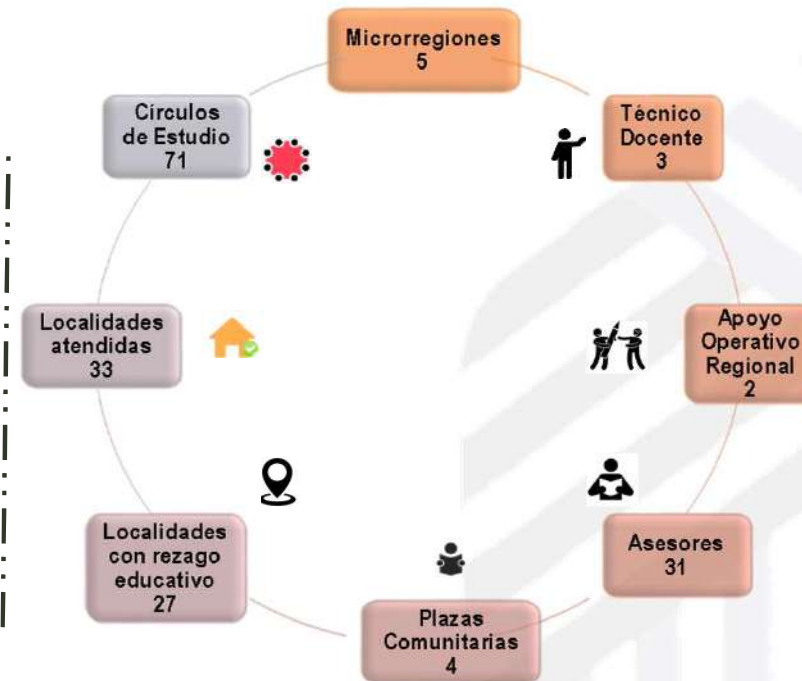 Microrregiones
5
Técnico
Docente
3
Apoyo
Operativo
Regional
2
Asesores
31
Plazas
Comunitarias
4
Localidades
con rezago
educativo
27
Localidades
atendidas
33
Círculos
de Estudio
71